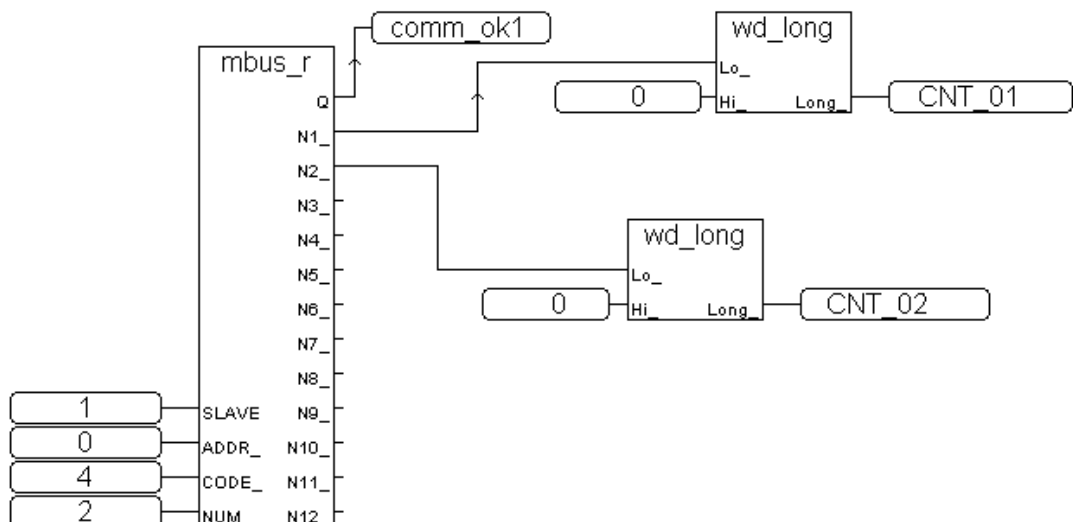 comm_ok1
wd_long
mbus_r
Lo_
Q
0
Hi_
Long_
CNT_01
N1_
N2_
N3_
wd_long
N4_
N5_
Lo_
N6_
0
Hi_
Long_
CNT_02
N7_
N8_
1
SLAVE
N9_
0
ADDR_
N10_
4
CODE_
N11_
2
NUM
N12